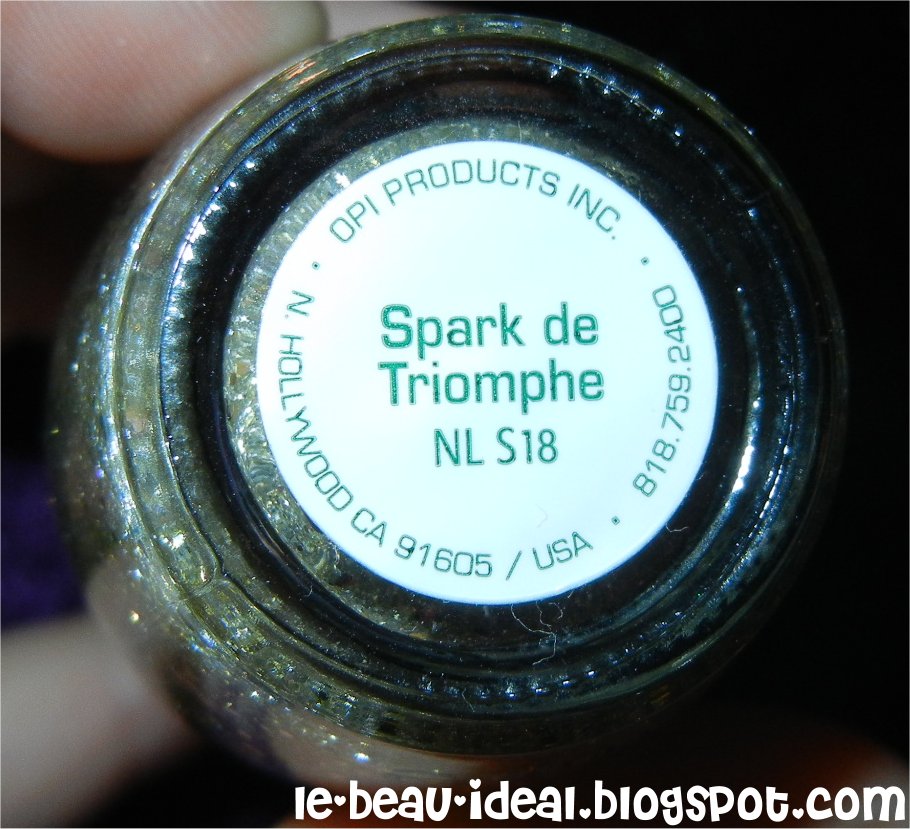 OPI PRODUCTS INC.
Spark de
Triomphe
NL S18
N. HOLLYWOOD CA 91605 / USA
818.759.2400
le·beau·ideal.blogspot.com